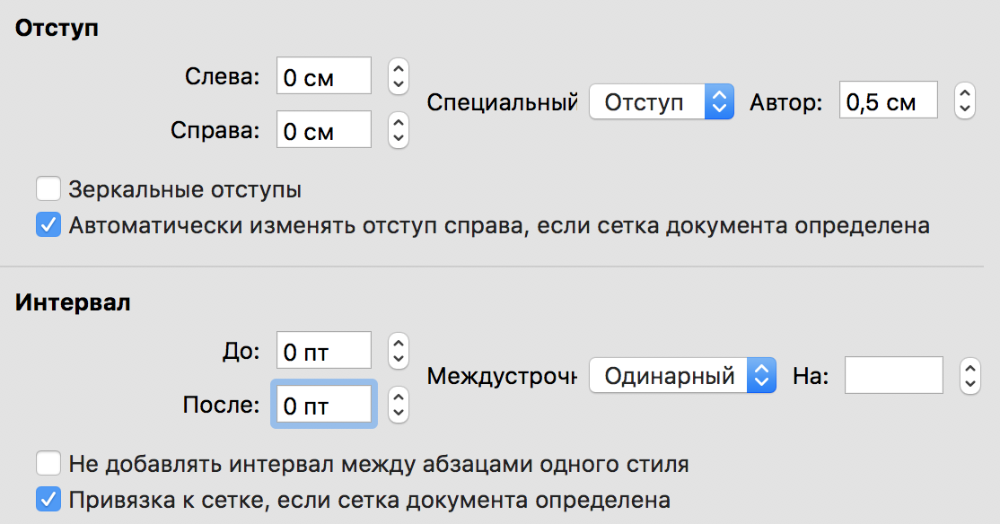 Отступ
Слева: 0 см
Специальный Отступ Автор: 0,5 см
Справа: 0 см
Зеркальные отступы
Автоматически изменять отступ справа, если сетка документа определена
Интервал
До: 0 пт
Междустрочн Одинарный На:
После: 0 пт
Не добавлять интервал между абзацами одного стиля
Привязка к сетке, если сетка документа определена